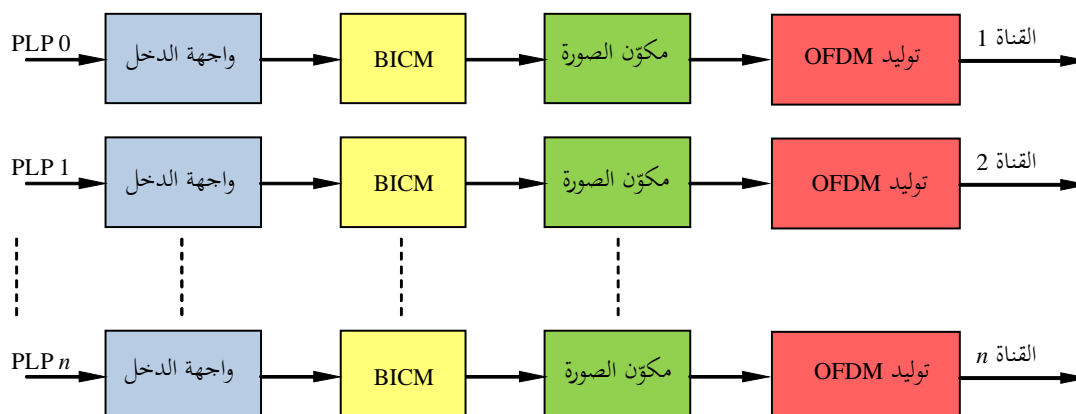 PLP 0
واجهة الدخل
BICM
مكوّن الصورة
توليد OFDM
القناة 1
PLP 1
واجهة الدخل
BICM
مكوّن الصورة
توليد OFDM
القناة 2
PLP n
واجهة الدخل
BICM
مكوّن الصورة
توليد OFDM
القناة n